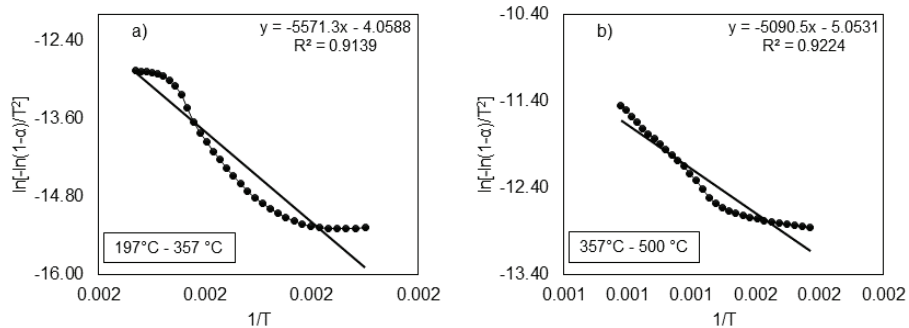 a)
y = -5571.3x - 4.0588
R² = 0.9139
-12.40
-13.60
-14.80
-16.00
ln[-ln(1-α)/T²]
197°C - 357 °C
0.002 0.002 0.002 0.002
1/T
b)
y = -5090.5x - 5.0531
R² = 0.9224
-10.40
-11.40
-12.40
-13.40
ln[-ln(1-α)/T²]
357°C - 500 °C
0.001 0.001 0.001 0.002 0.002 0.002
1/T